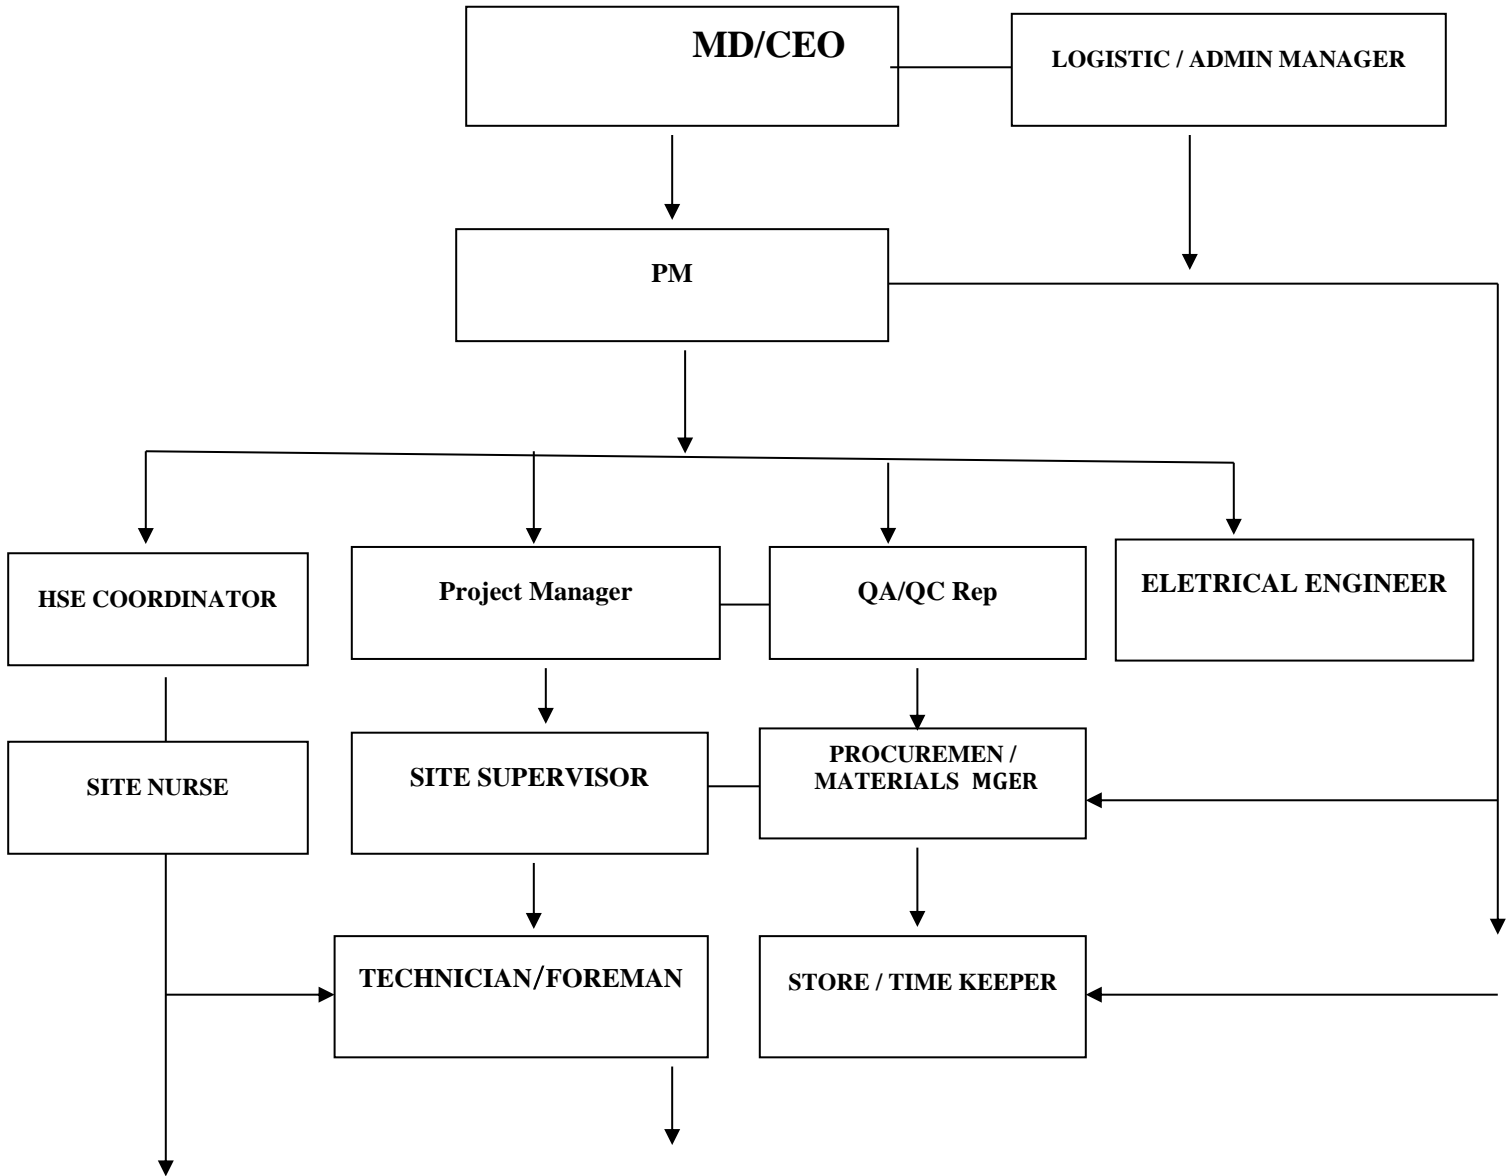 MD/CEO
LOGISTIC / ADMIN MANAGER
PM
HSE COORDINATOR
Project Manager
QA/QC Rep
ELETRICAL ENGINEER
SITE NURSE
SITE SUPERVISOR
PROCUREMEN /
MATERIALS MGER
TECHNICIAN/FOREMAN
STORE / TIME KEEPER